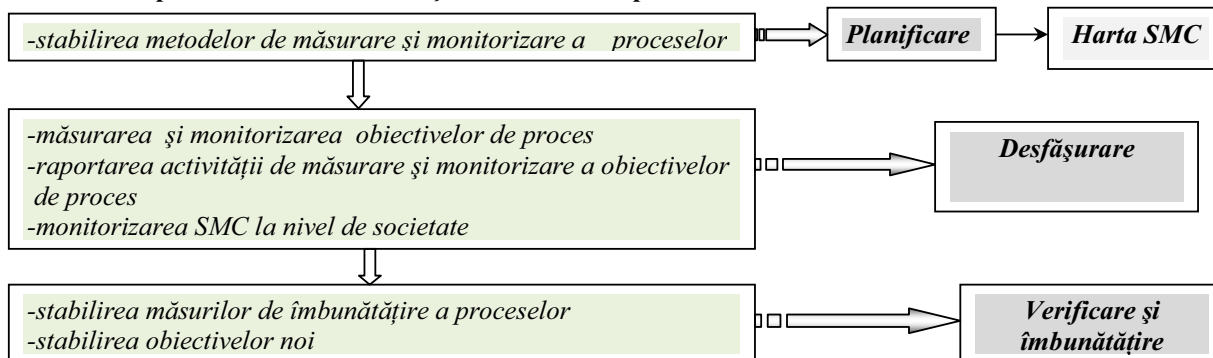 -stabilirea metodelor de măsurare şi monitorizare a proceselor
Planificare
Harta SMC
-măsurarea şi monitorizarea obiectivelor de proces
-raportarea activităţii de măsurare şi monitorizare a obiectivelor
de proces
-monitorizarea SMC la nivel de societate
Desfăşurare
-stabilirea măsurilor de îmbunătăţire a proceselor
-stabilirea obiectivelor noi
Verificare şi
îmbunătăţire